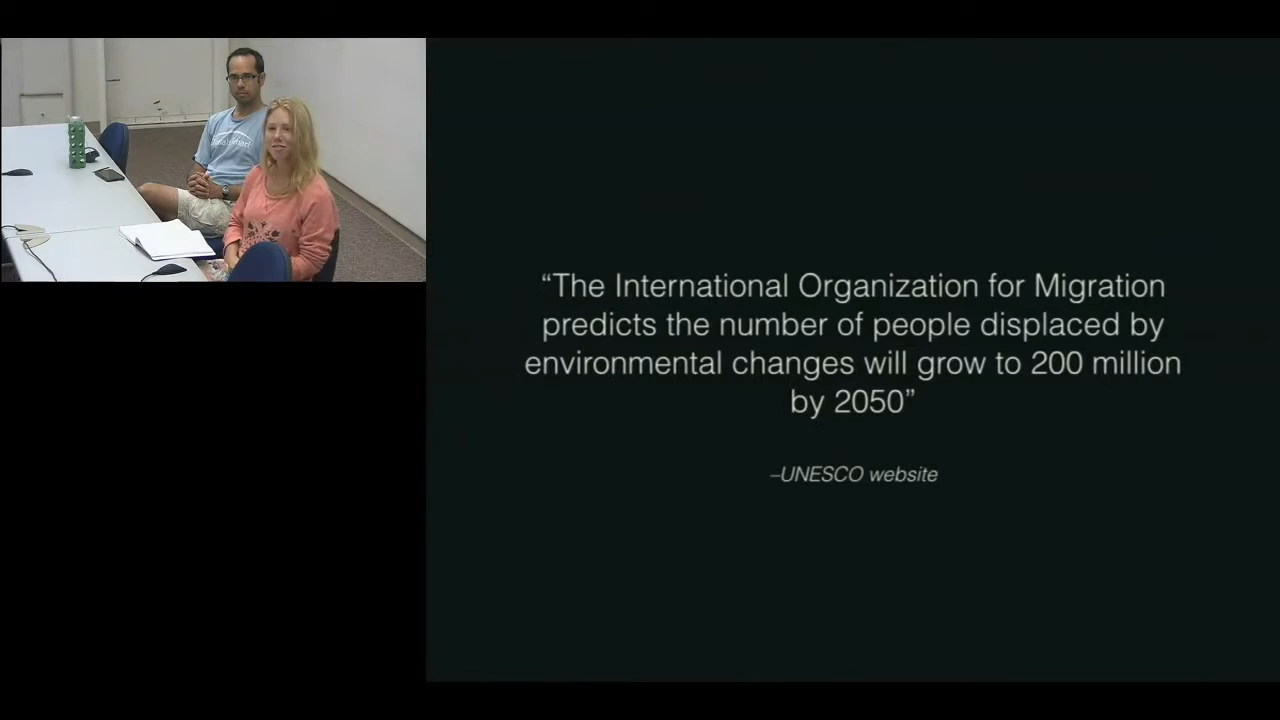 “The International Organization for Migration
predicts the number of people displaced by
environmental changes will grow to 200 million
by 2050”
–UNESCO website